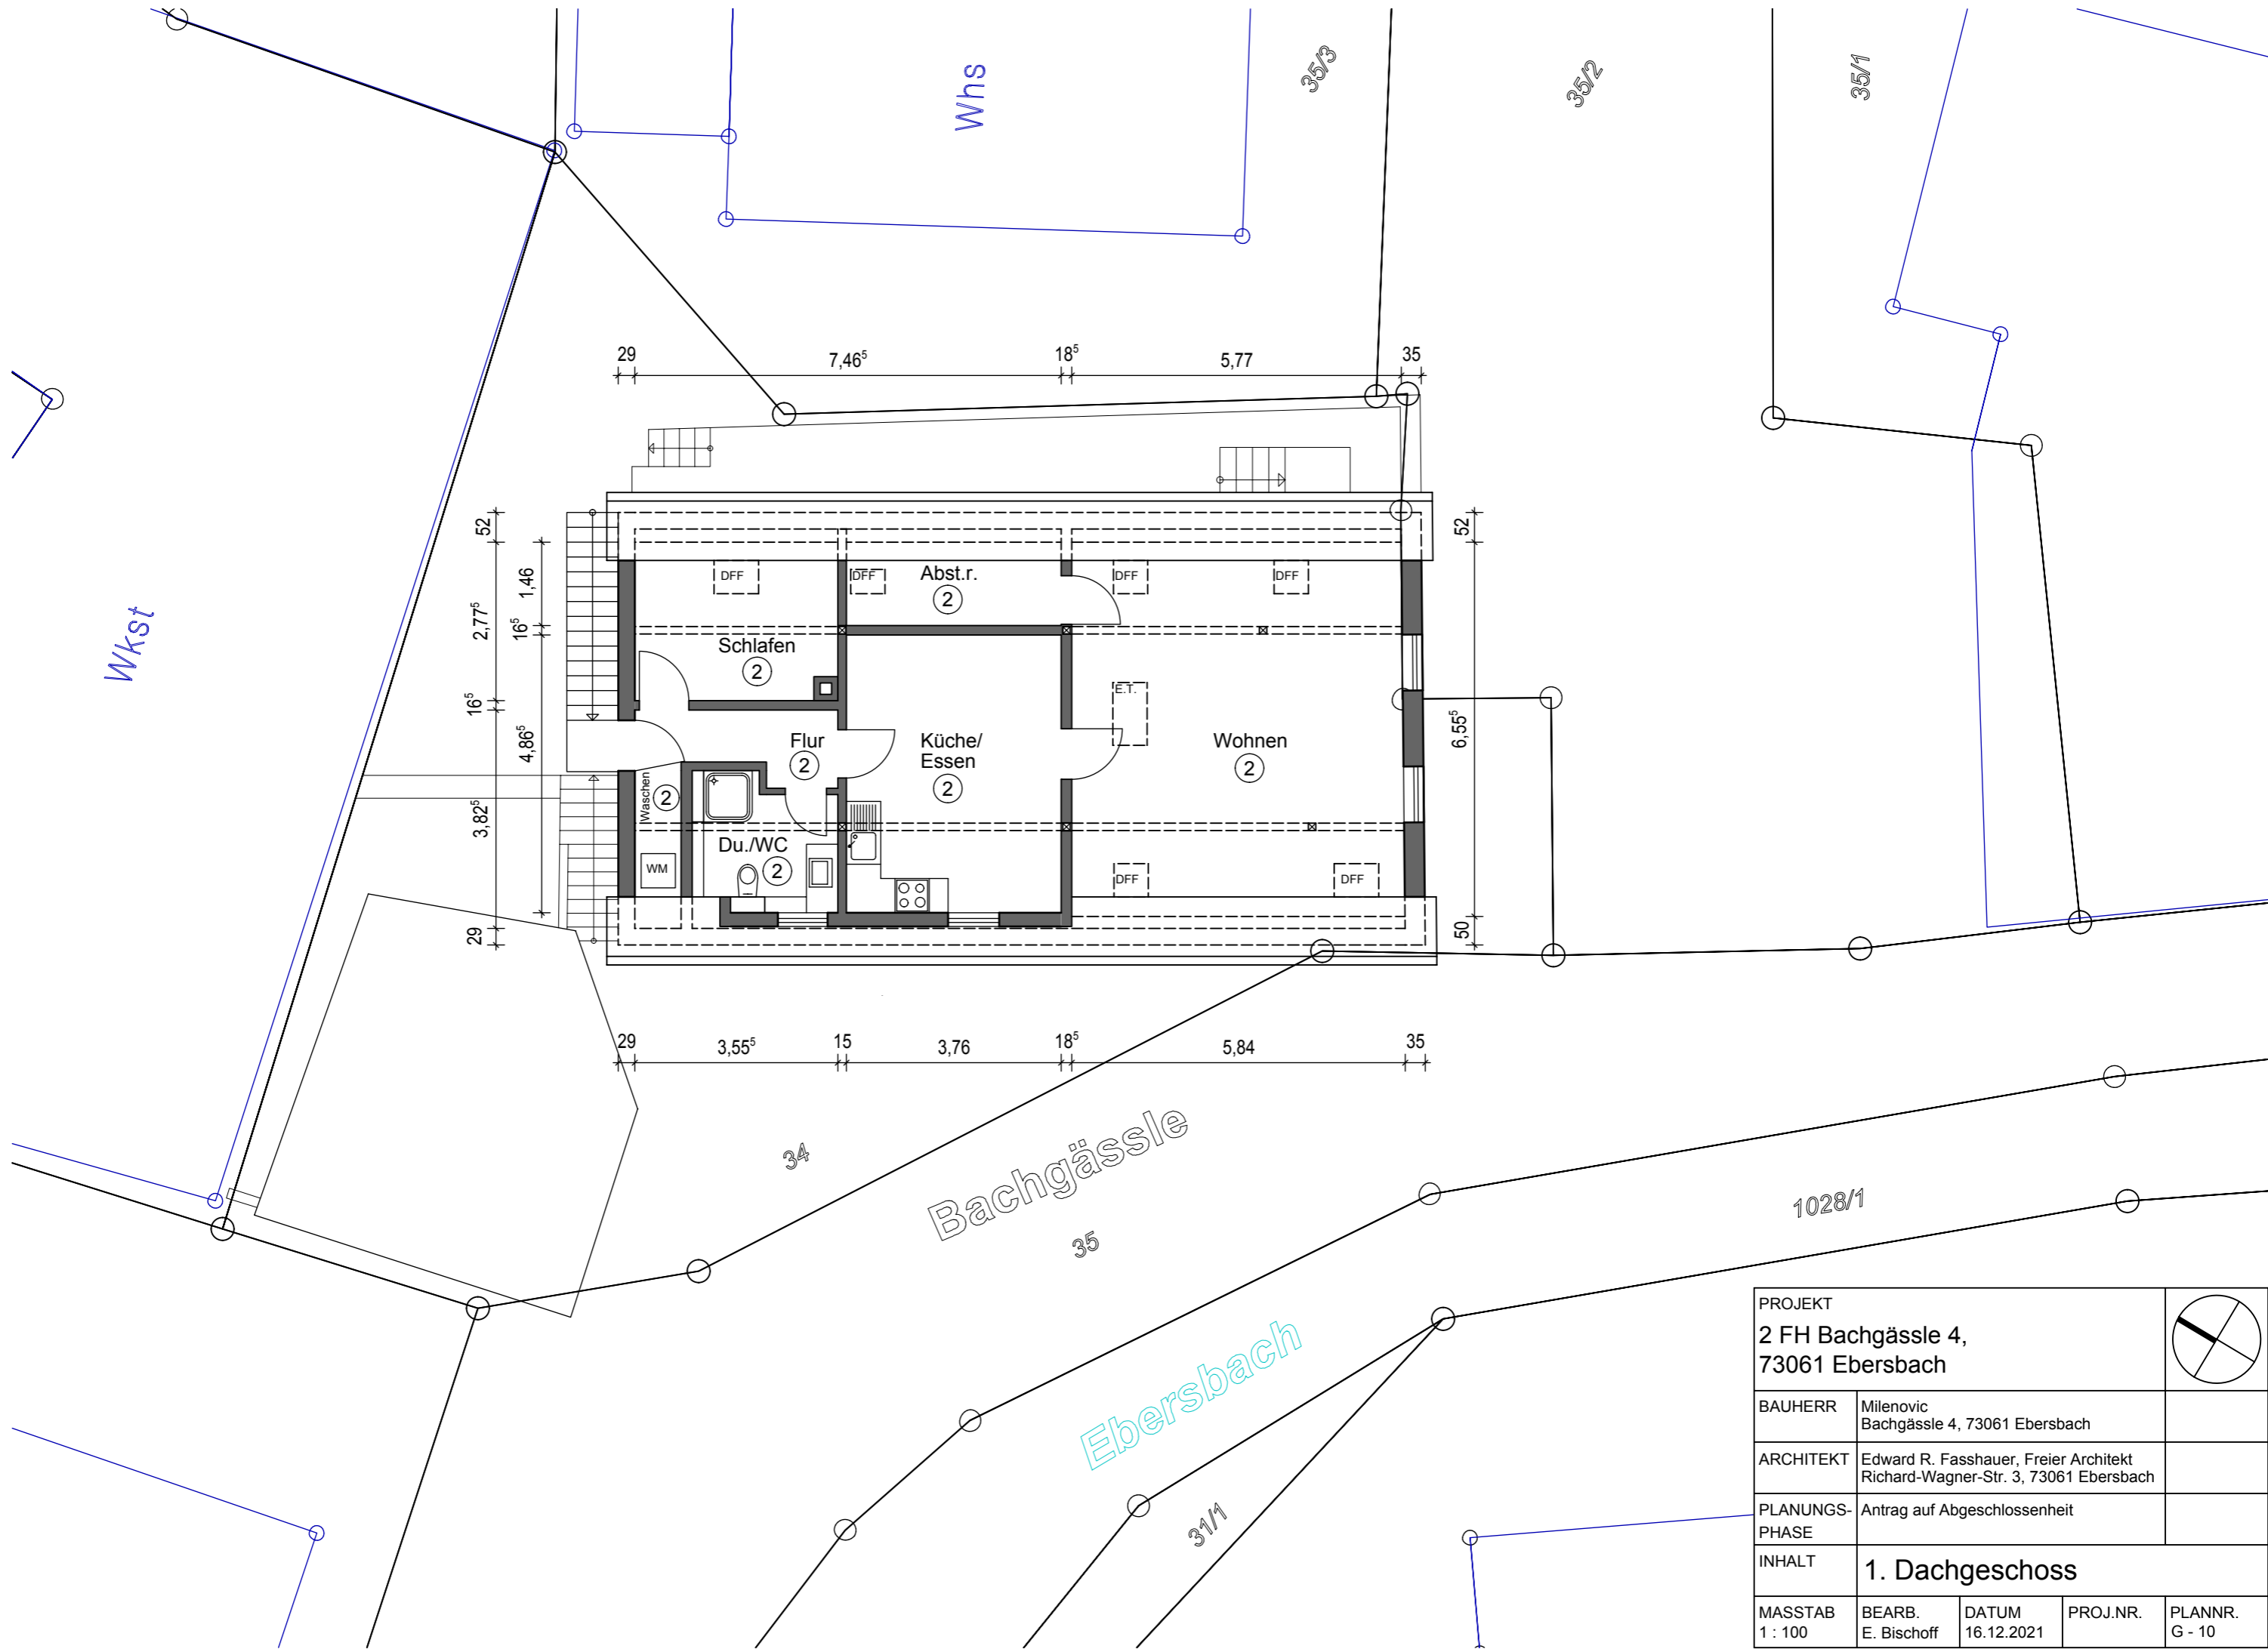 Whs
35/3
35/2
35/1
29
7,46⁵
18⁵
5,77
35
Wkst
52
2,77⁵
16⁵
3,82⁵
29
1,46
16⁵
4,86⁵
DFF
DFF
Abst.r.
2
DFF
DFF
Schlafen
2
E.T.
Flur
2
Küche/
Essen
2
Wohnen
2
Waschen
2
WM
Du./WC
2
DFF
DFF
52
6,55⁵
50
29
3,55⁵
15
3,76
18⁵
5,84
35
34
Bachgässle
35
1028/1
Ebersbach
31/1
PROJEKT
2 FH Bachgässle 4,
73061 Ebersbach
BAUHERR Milenovic
Bachgässle 4, 73061 Ebersbach
ARCHITEKT Edward R. Fasshauer, Freier Architekt
Richard-Wagner-Str. 3, 73061 Ebersbach
PLANUNGS- Antrag auf Abgeschlossenheit
PHASE
INHALT 1. Dachgeschoss
MASSTAB BEARB. DATUM PROJ.NR. PLANNR.
1 : 100 E. Bischoff 16.12.2021 G - 10